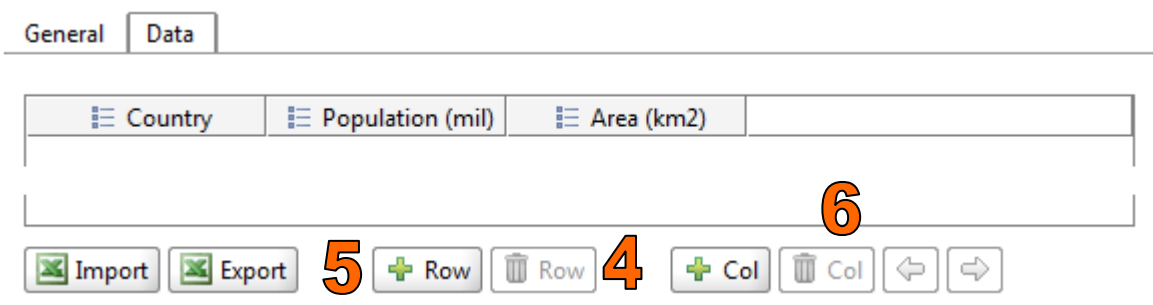 General Data
Country Population (mil) Area (km2)
6
Import Export 5 Row Row 4 Col Col